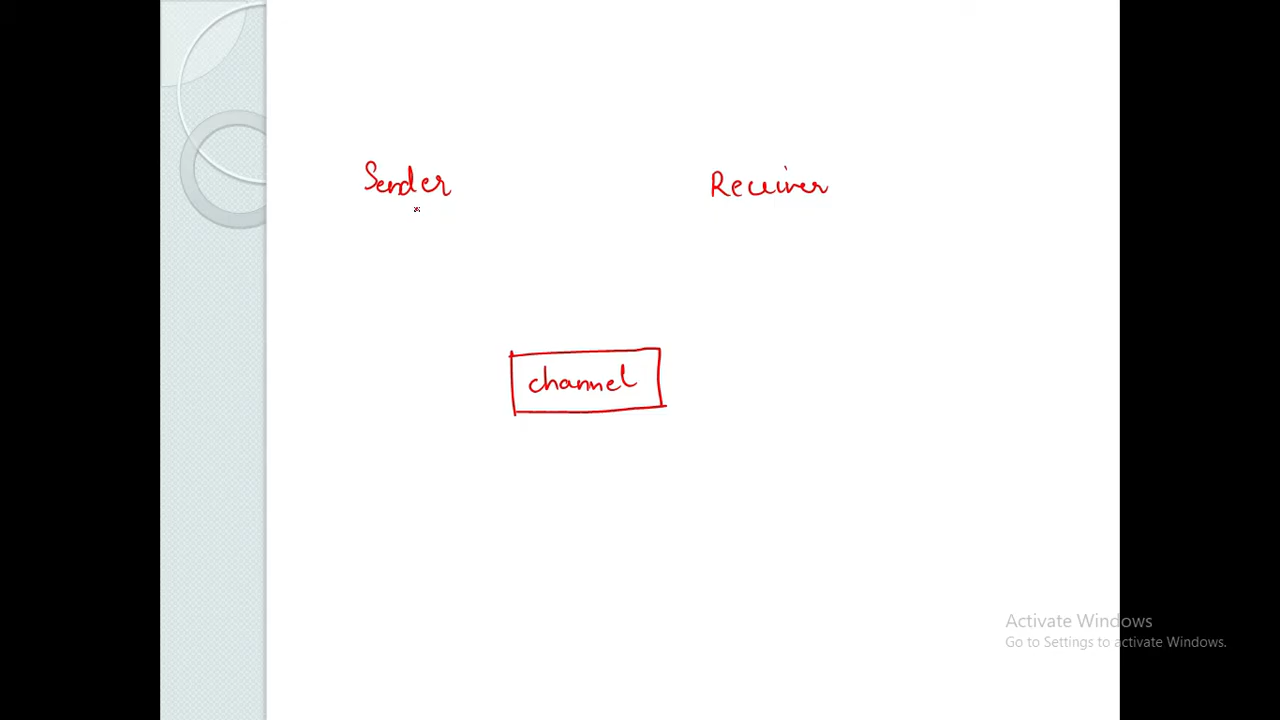 Sender
Receiver
channel
Activate Windows
Go to Settings to activate Windows.